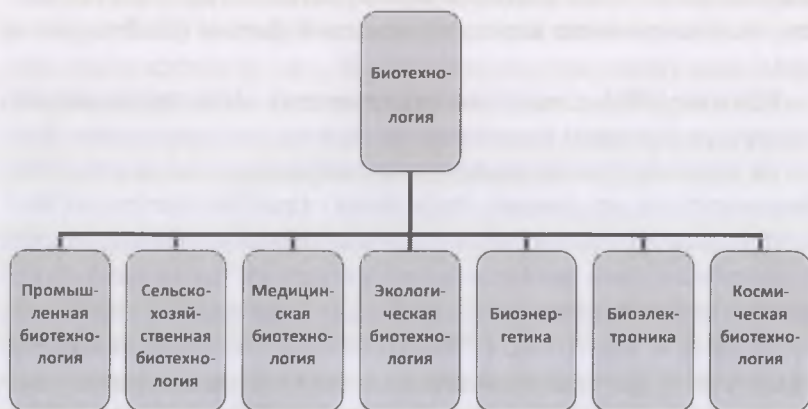 Биотехно-
логия
Промыш-
ленная
биотехно-
логия
Сельско-
хозяй-
ственная
биотехно-
логия
Медицин-
ская
биотехно-
логия
Экологи-
ческая
биотехно-
логия
Биоэнер-
гетика
Биоэлек-
троника
Косми-
ческая
биотехно-
логия